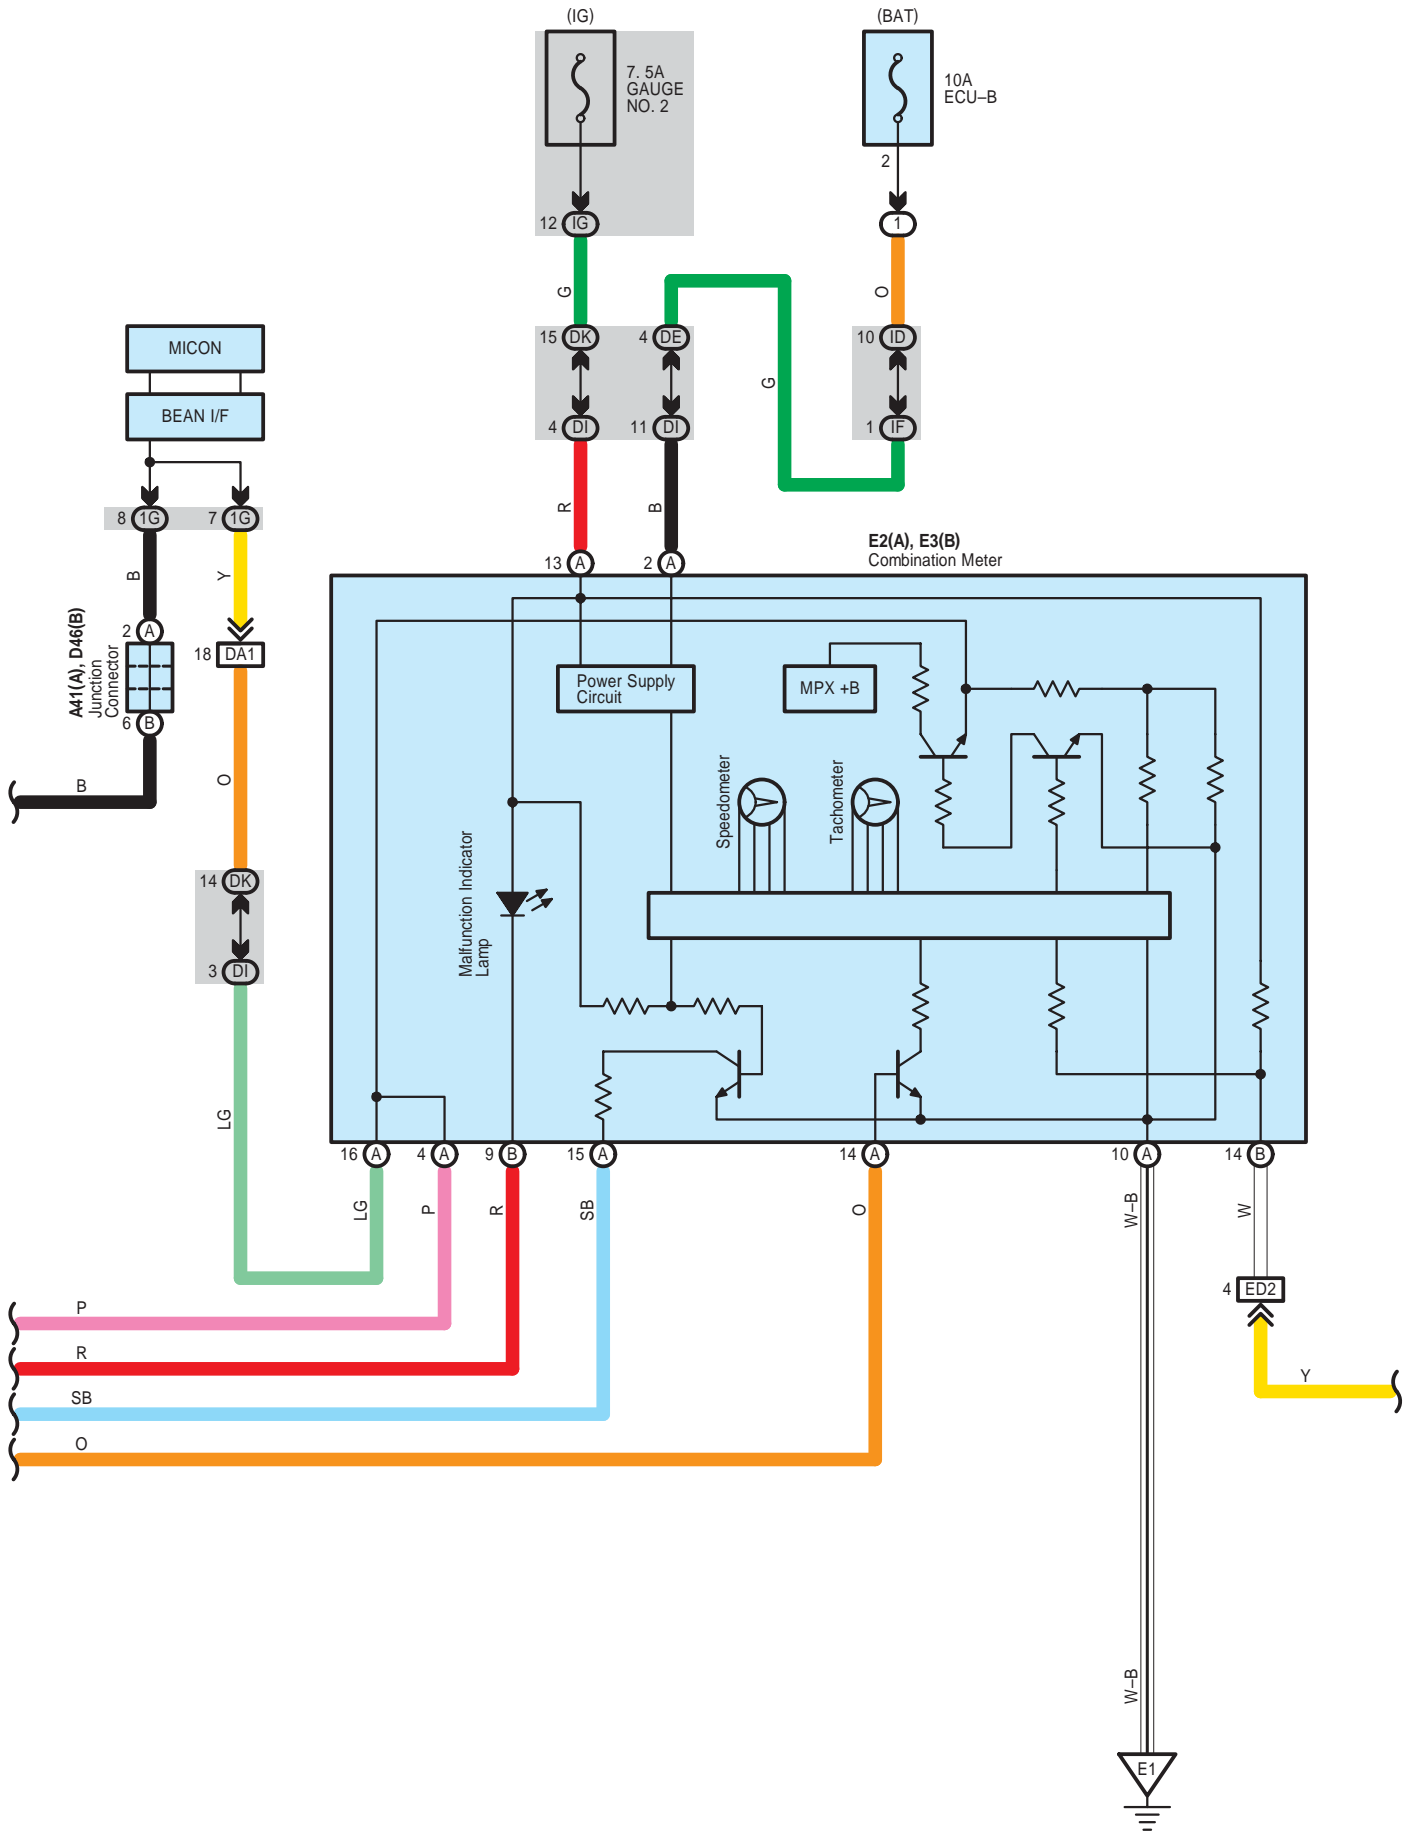 (IG)
(BAT)
7. 5A
GAUGE
NO. 2
10A
ECU–B
2
12 IG
1
G
O
15 DK
4 DE
10 ID
MICON
BEAN I/F
G
4 DI
11 DI
1 IF
8 1G
7 1G
R
B
E2(A), E3(B)
Combination Meter
B
Y
13 A
2 A
A41(A), D46(B)
Junction
Connector
2 A
18 DA1
6 B
Power Supply
Circuit
MPX +B
B
O
Speedometer
Tachometer
14 DK
Malfunction Indicator
Lamp
3 DI
LG
16 A
4 A
9 B
15 A
14 A
10 A
14 B
LG
P
R
SB
O
W–B
W
4 ED2
P
R
Y
SB
O
W–B
E1